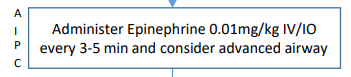 A
I
P
C
Administer Epinephrine 0.01mg/kg IV/IO
every 3-5 min and consider advanced airway